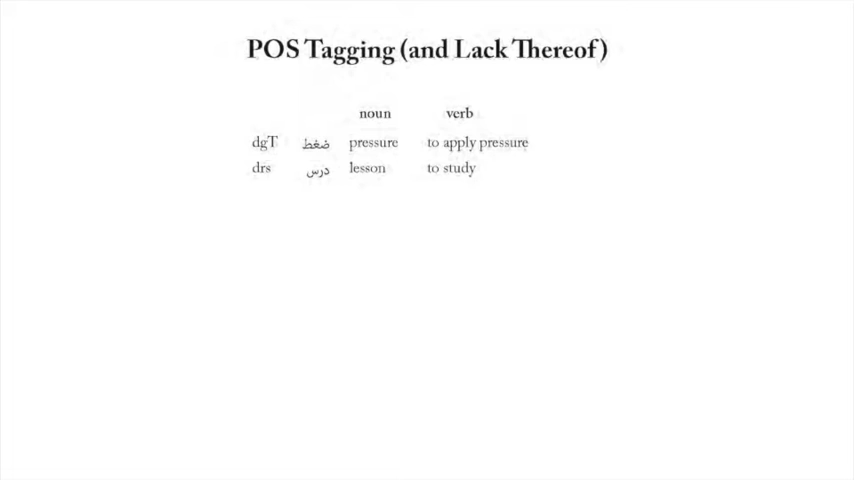 POS Tagging (and Lack Thereof)
noun verb
dgT ضغط pressure to apply pressure
drs درس lesson to study